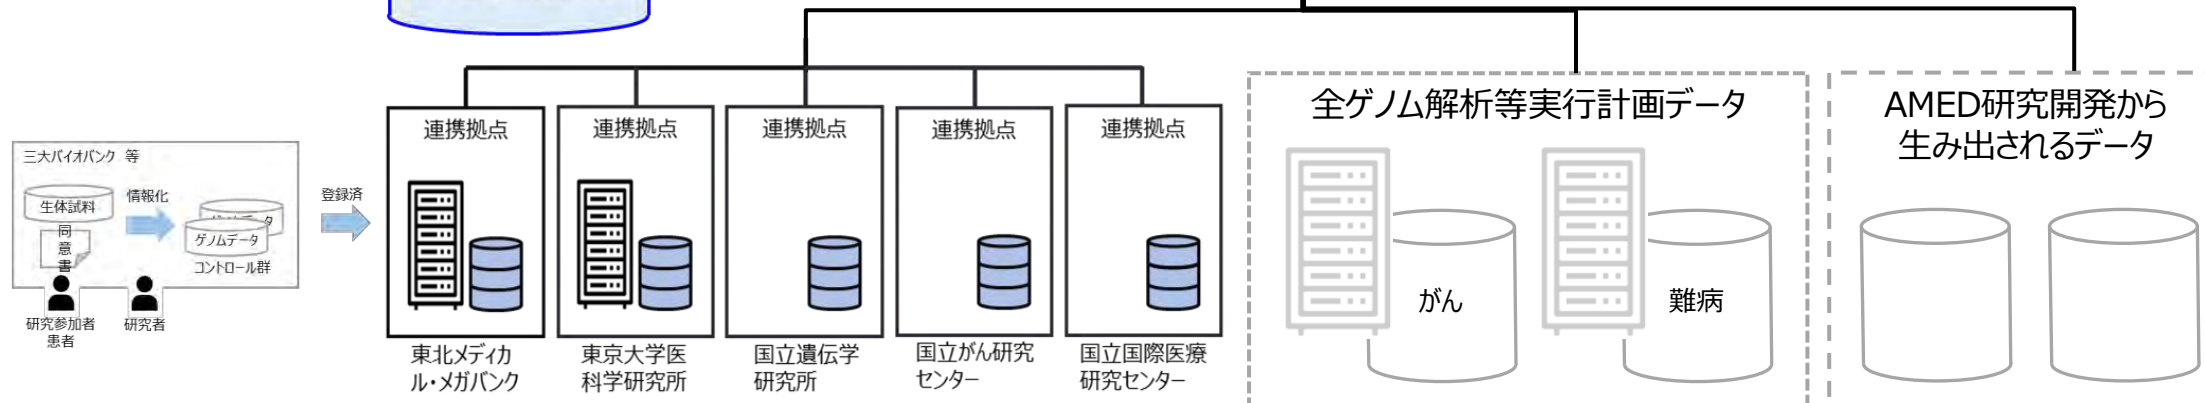 三大バイオバンク 等
生体試料
同
意
書
情報化
ゲノムデータ
コントロール群
研究参加者
患者
研究者
登録済
連携拠点
東北メディカ
ル・メガバンク
連携拠点
東京大学医
科学研究所
連携拠点
国立遺伝学
研究所
連携拠点
国立がん研究
センター
連携拠点
国立国際医療
研究センター
全ゲノム解析等実行計画データ
がん
難病
AMED研究開発から
生み出されるデータ